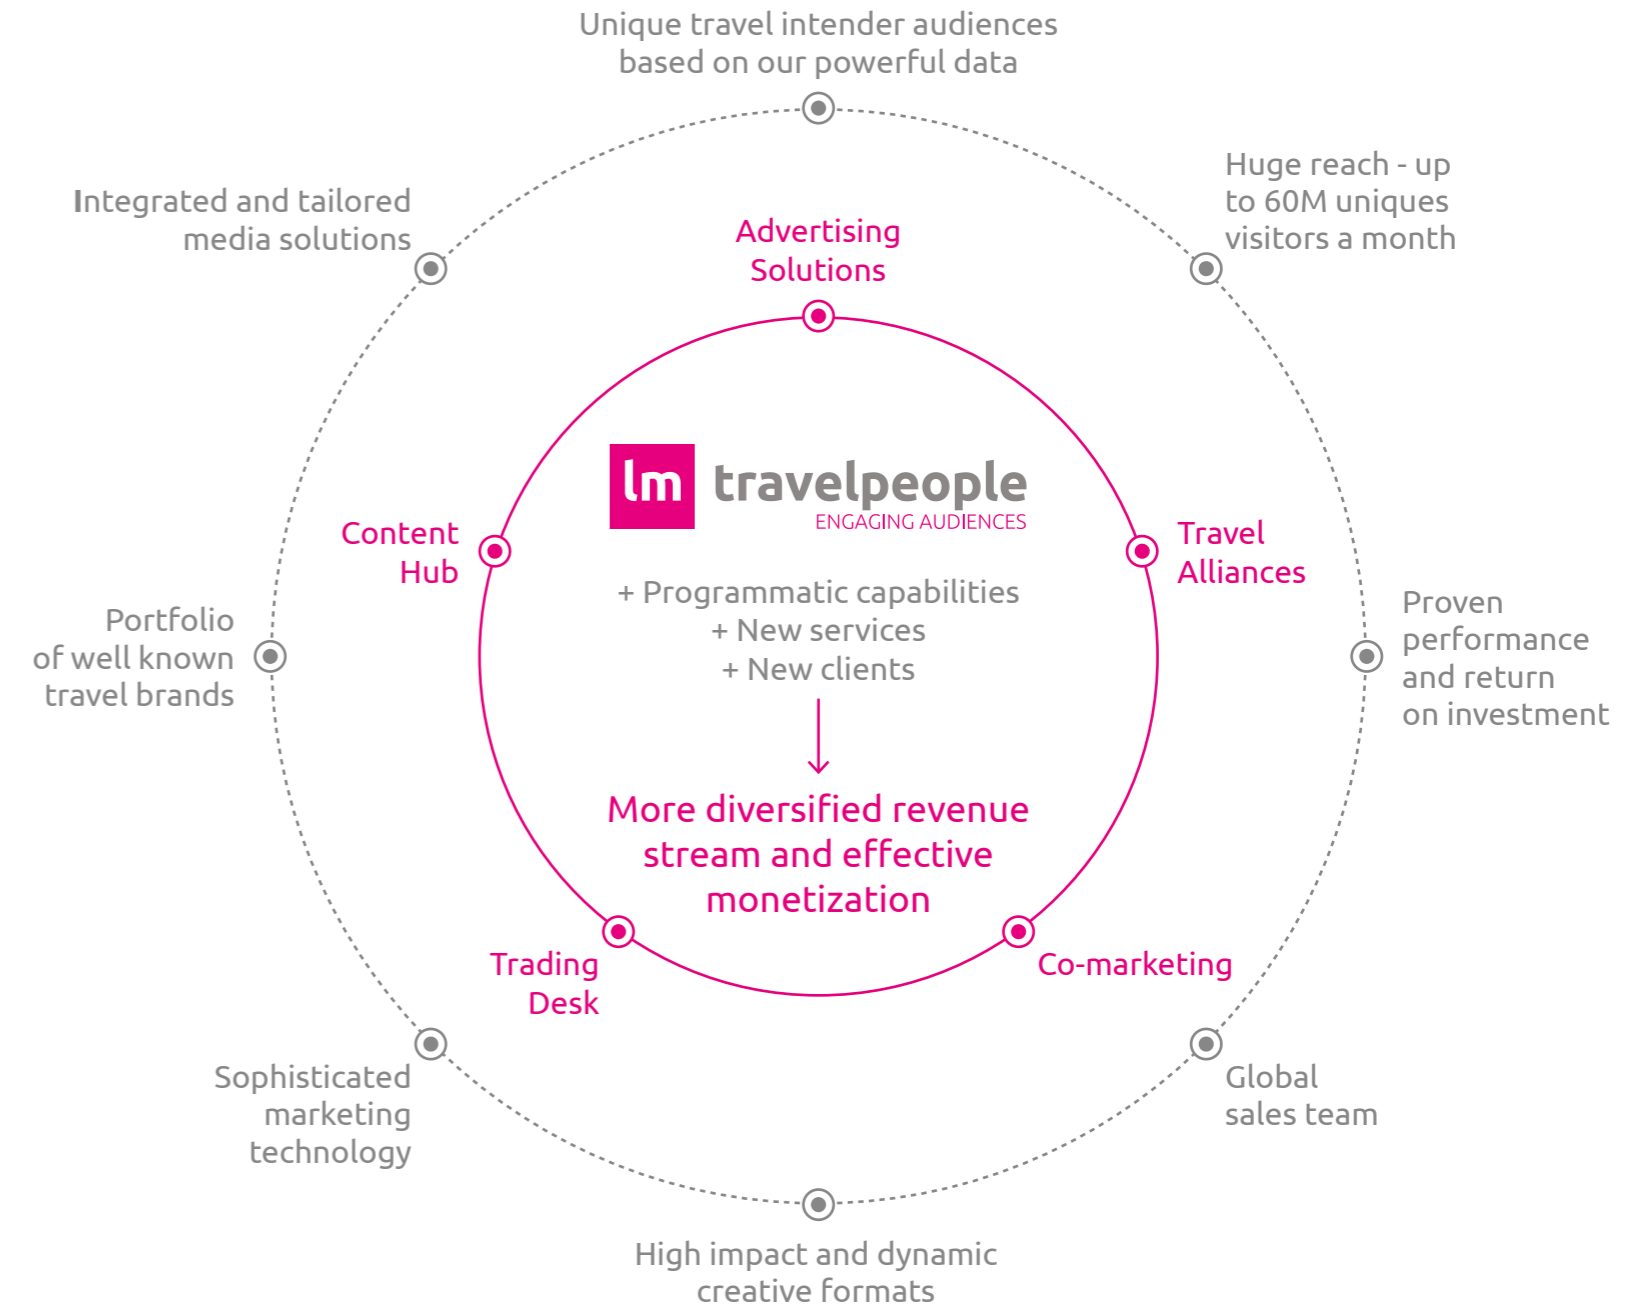 Unique travel intender audiences
based on our powerful data
Huge reach - up
to 60M uniques
visitors a month
Integrated and tailored
media solutions
Advertising
Solutions
lm travelpeople
ENGAGING AUDIENCES
Content
Hub
Travel
Alliances
+ Programmatic capabilities
+ New services
+ New clients
Portfolio
of well known
travel brands
Proven
performance
and return
on investment
More diversified revenue
stream and effective
monetization
Trading
Desk
Co-marketing
Sophisticated
marketing
technology
Global
sales team
High impact and dynamic
creative formats